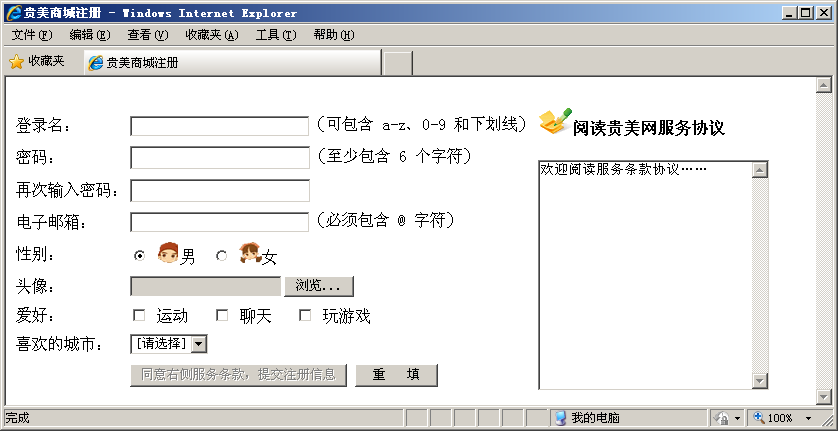 贵美商城注册 - Windows Internet Explorer
文件(F) 编辑(E) 查看(V) 收藏夹(A) 工具(T) 帮助(H)
收藏夹 贵美商城注册
登录名： (可包含 a-z、0-9 和下划线)
密码： (至少包含 6 个字符)
再次输入密码：
电子邮箱： (必须包含 @ 字符)
性别： 男 女
头像： 浏览...
爱好： 运动 聊天 玩游戏
喜欢的城市： [请选择]
同意右侧服务条款，提交注册信息 重 填
阅读贵美网服务协议
欢迎阅读服务条款协议……
完成 我的电脑 100%